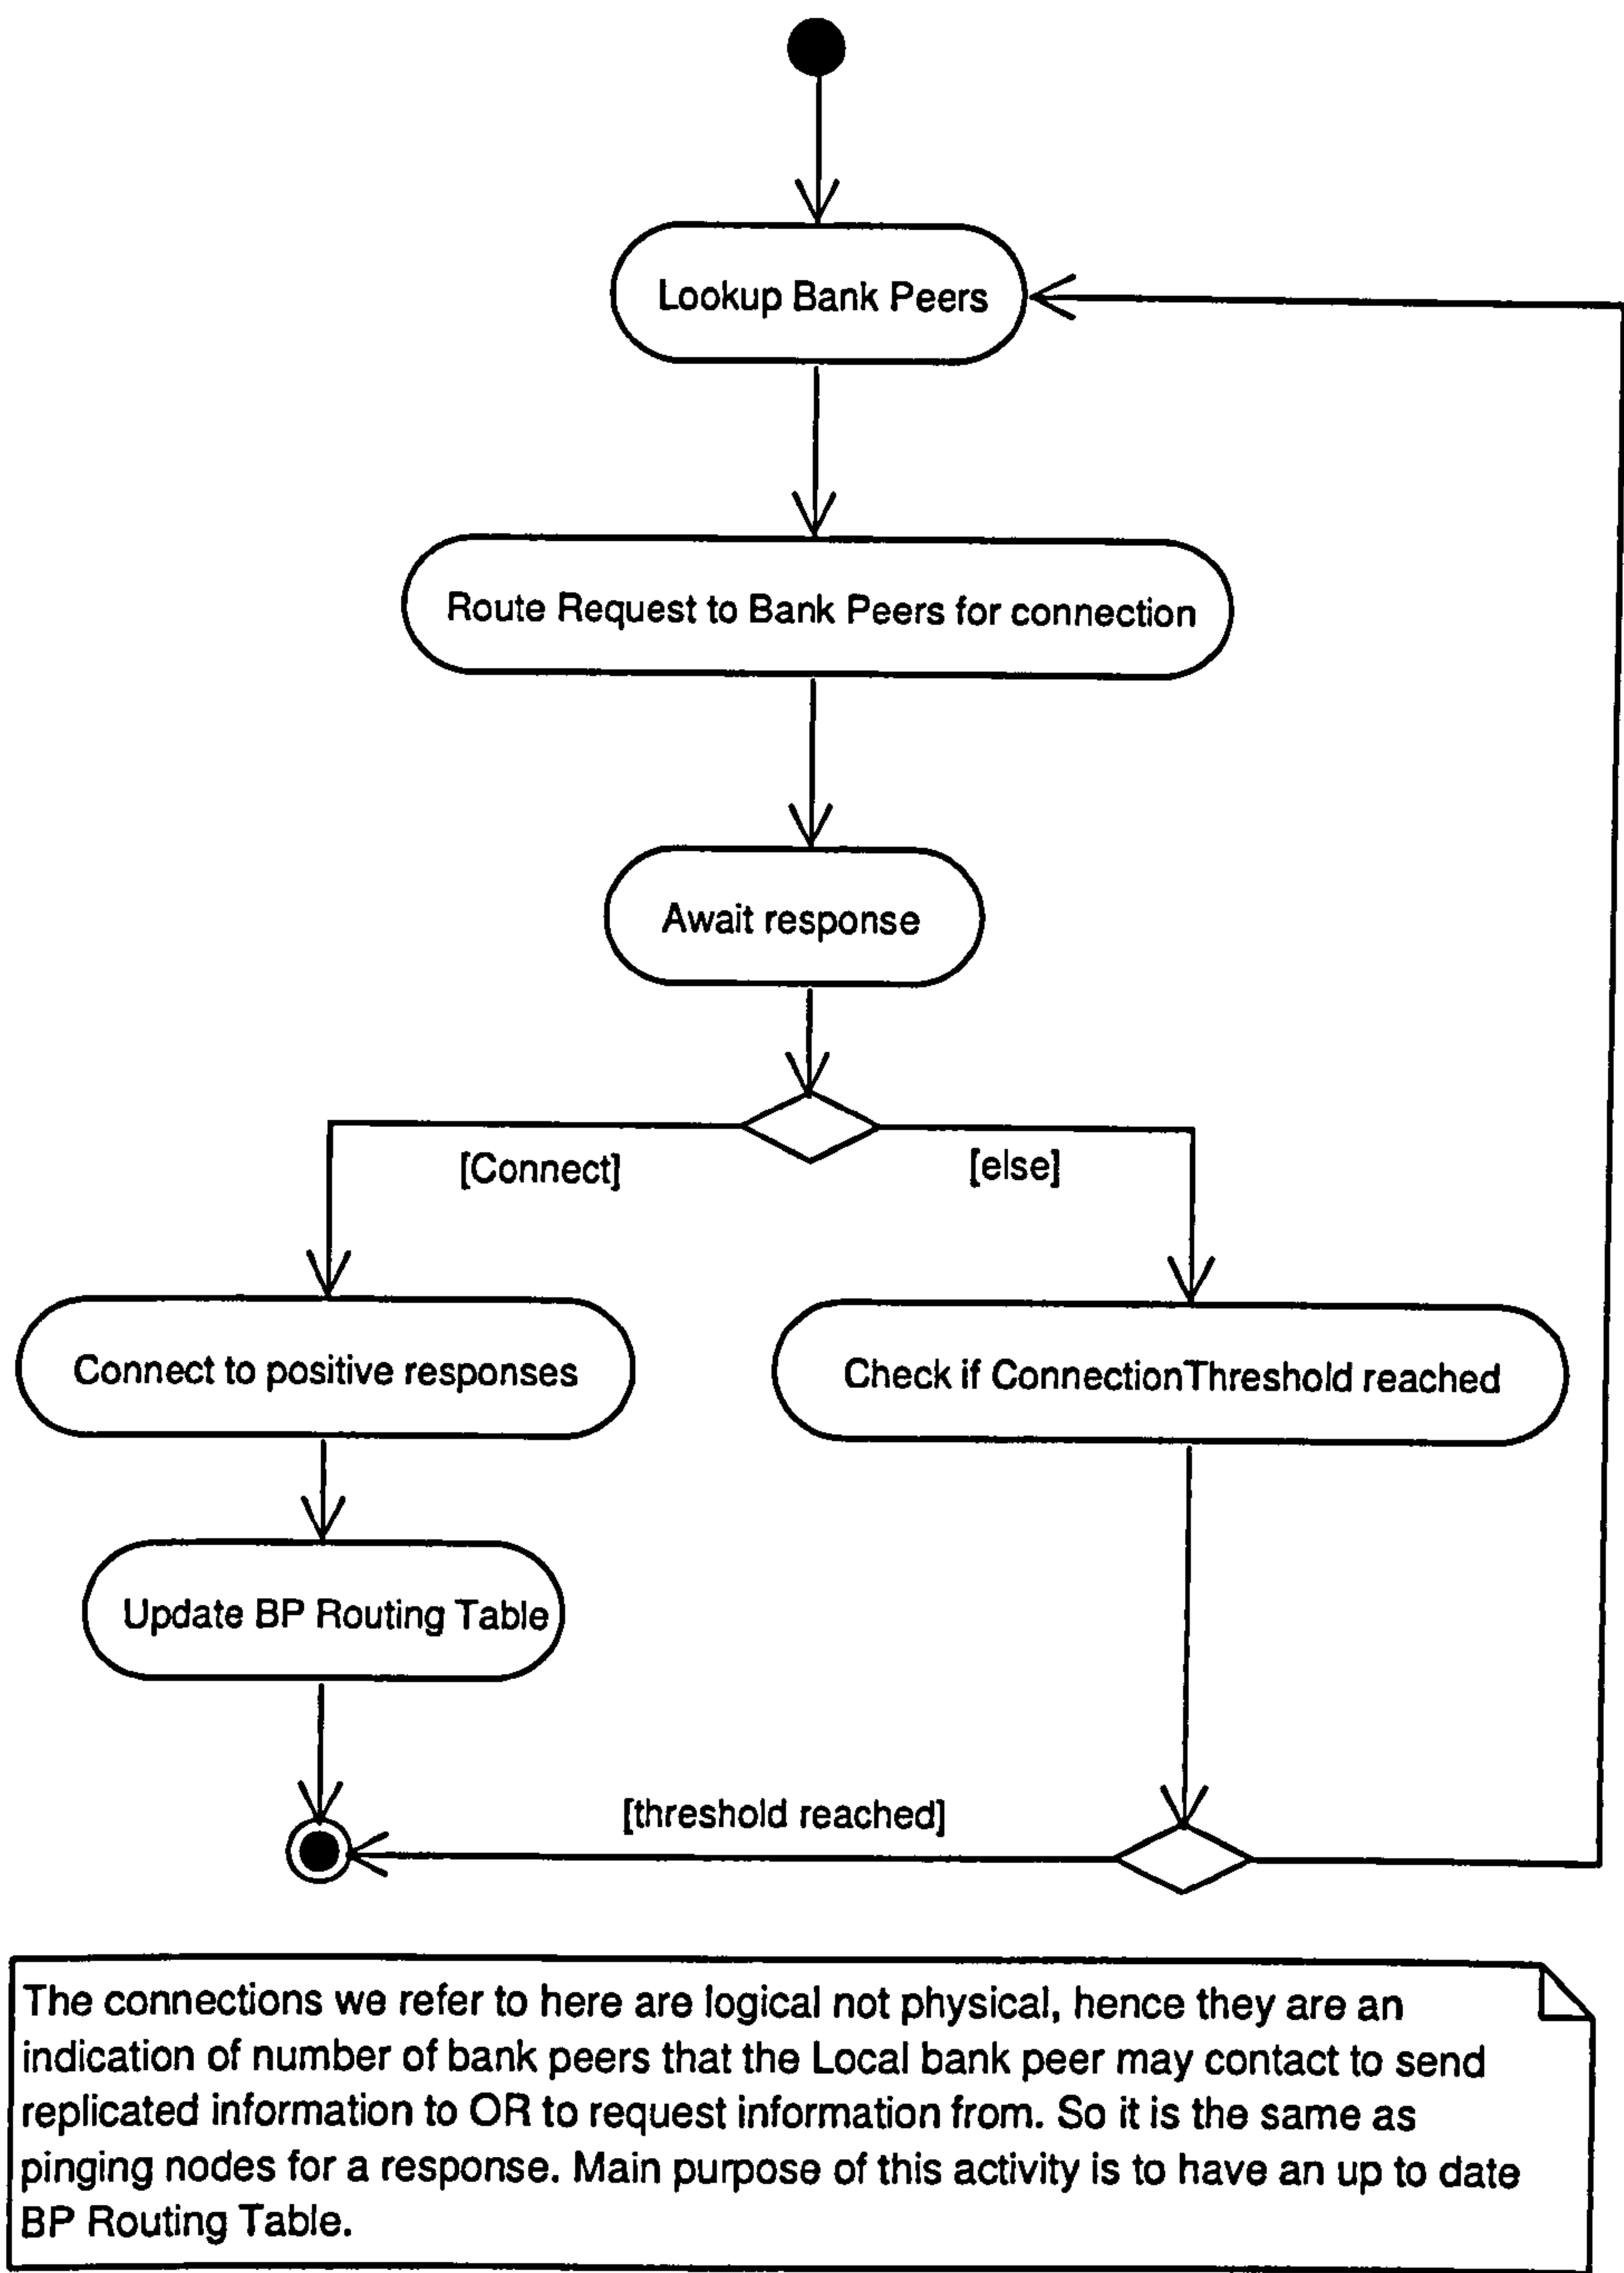 Lookup Bank Peers
Route Request to Bank Peers for connection
Await response
[Connect]
[else]
Connect to positive responses
Check if ConnectionThreshold reached
Update BP Routing Table
[threshold reached]
The connections we refer to here are logical not physical, hence they are an
indication of number of bank peers that the Local bank peer may contact to send
replicated information to OR to request information from. So it is the same as
pinging nodes for a response. Main purpose of this activity is to have an up to date
BP Routing Table.